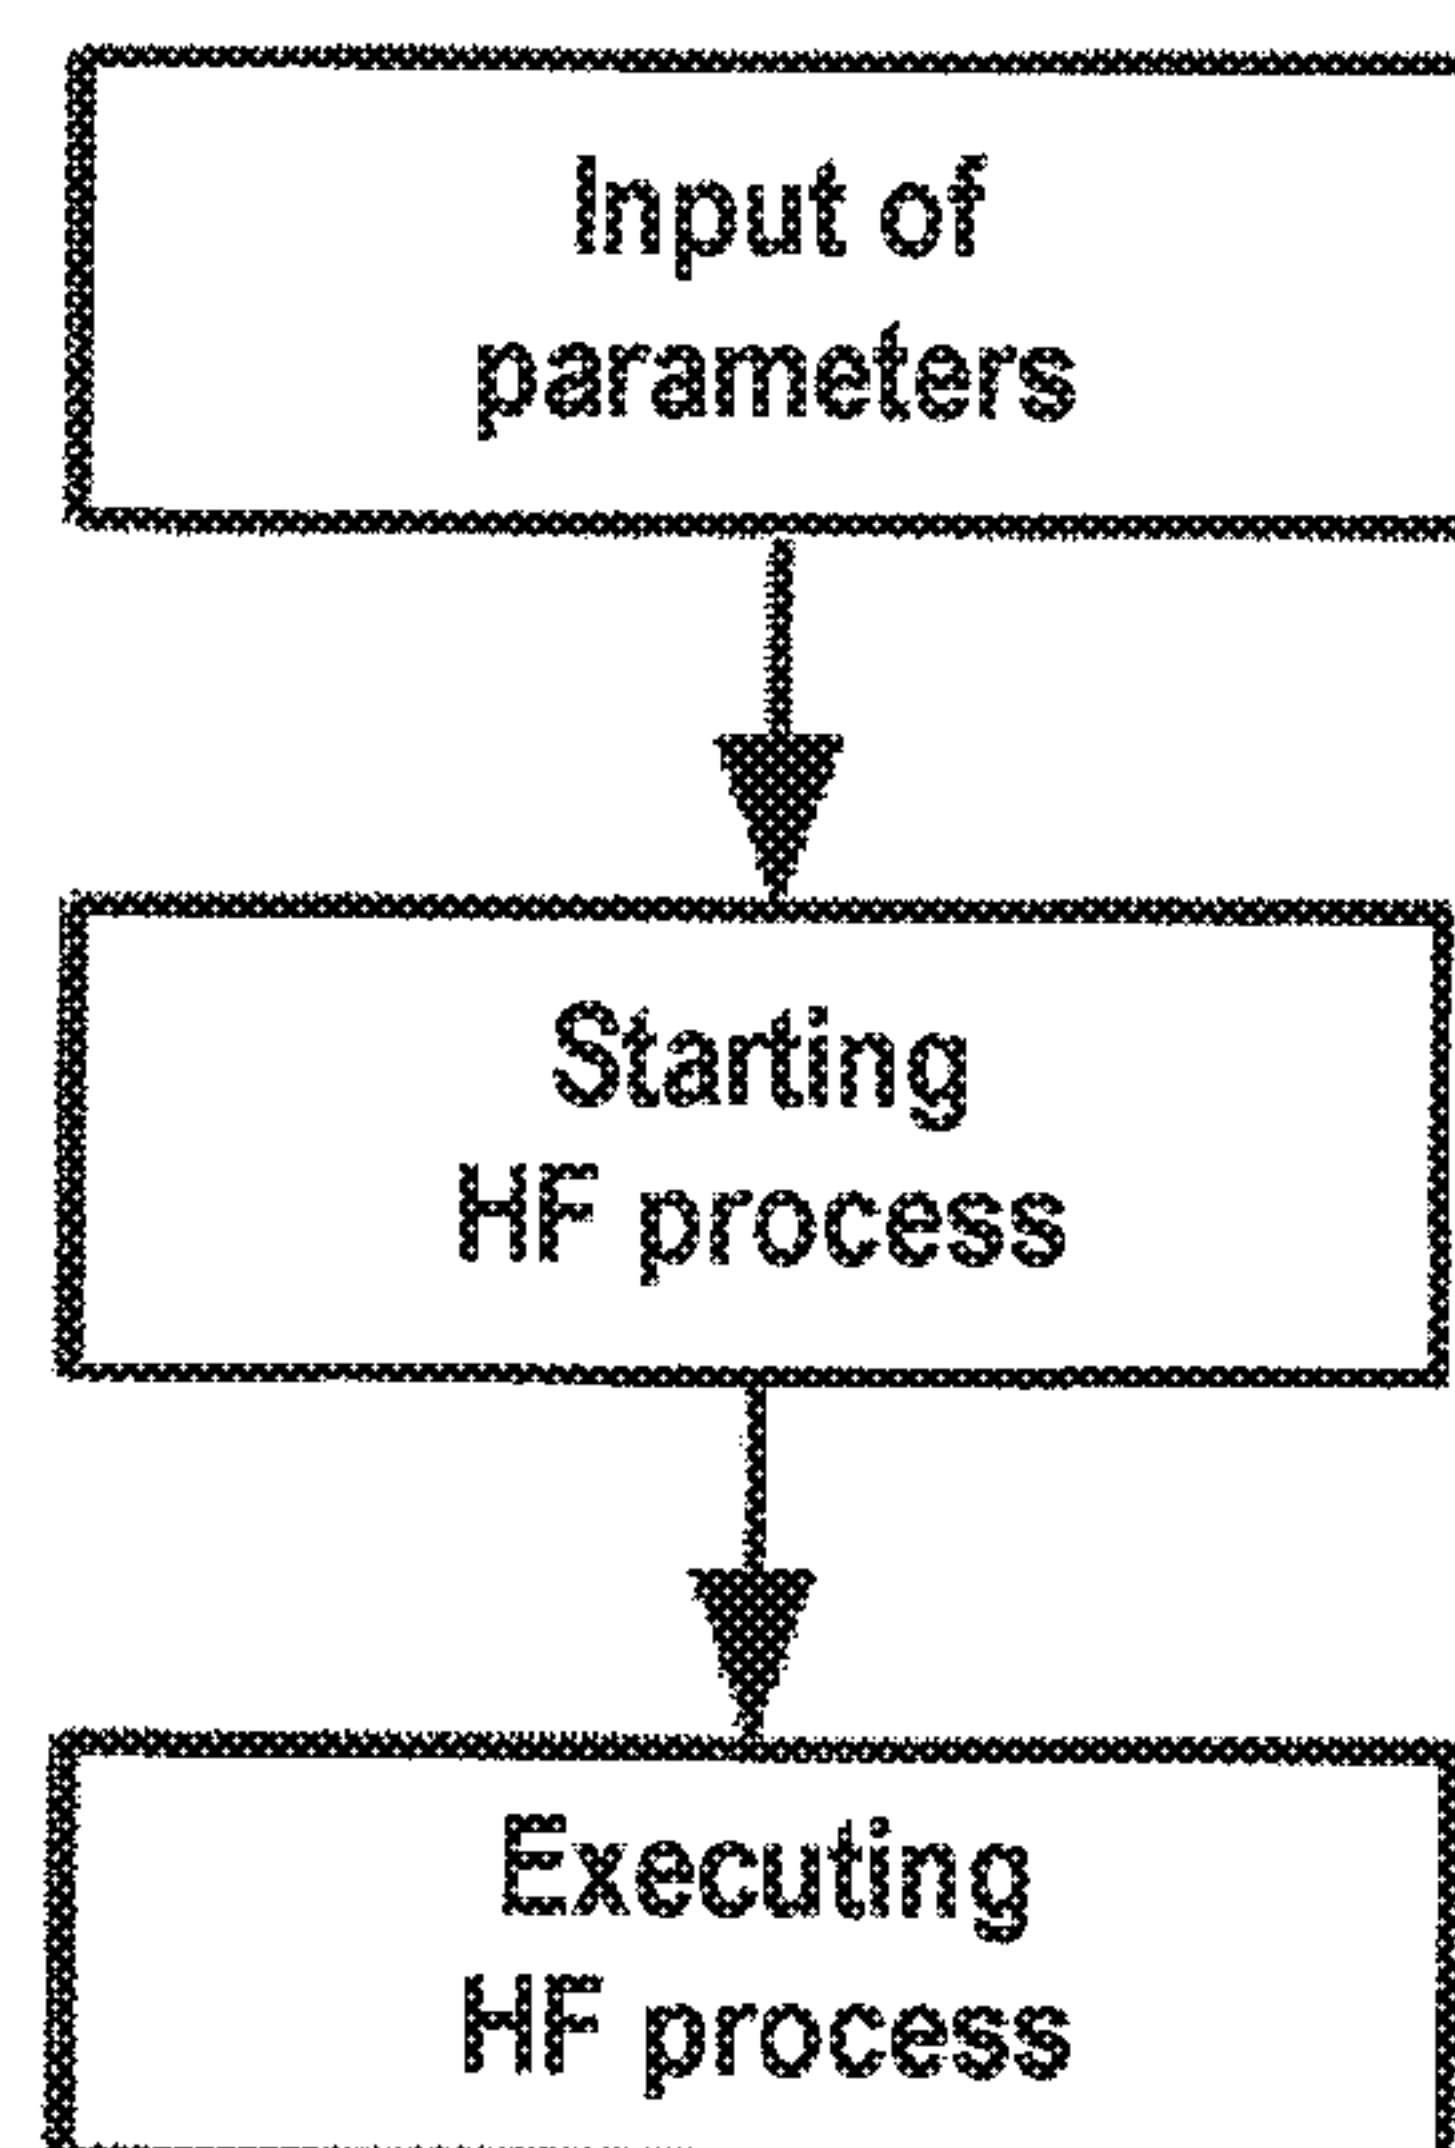 Input of
parameters
Starting
HF process
Executing
HF process